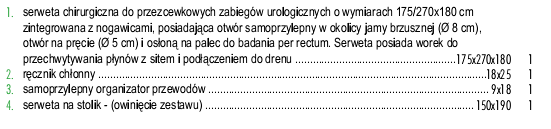 1. serweta chirurgiczna do przezcewkowych zabiegów urologicznych o wymiarach 175/270x180 cm
zintegrowana z nogawicami, posiadająca otwór samoprzylepny w okolicy jamy brzusznej (Ø 8 cm),
otwór na pręcie (Ø 5 cm) i osłoną na palec do badania per rectum. Serweta posiada worek do
przechwytywania płynów z sitem i podłączeniem do drenu ........................................................175x270x180 1
2. ręcznik chłonny ........................................................18x25 1
3. samoprzylepny organizator przewodów ........................................................9x18 1
4. serweta na stolik - (owinięcie zestawu) ........................................................150x190 1